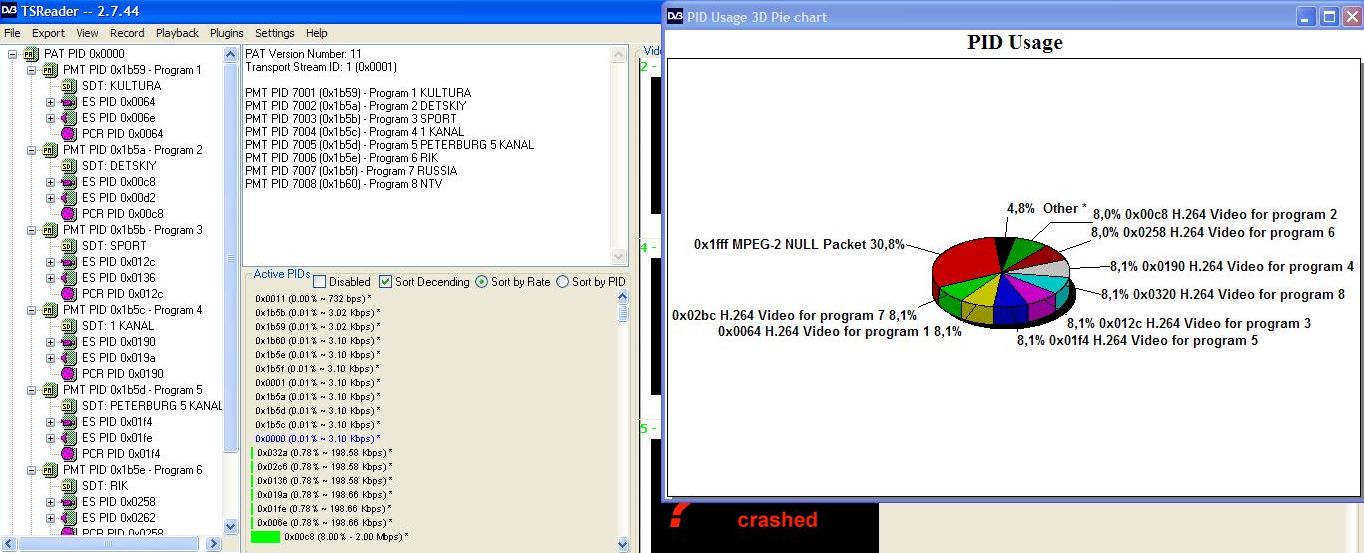 TSReader -- 2.7.44
File Export View Record Playback Plugins Settings Help
PAT PID 0x0000
PMT PID 0x1b59 - Program 1
SDT: KULTURA
ES PID 0x0064
ES PID 0x006e
PCR PID 0x0064
PMT PID 0x1b5a - Program 2
SDT: DETSKIY
ES PID 0x00c8
ES PID 0x00d2
PCR PID 0x00c8
PMT PID 0x1b5b - Program 3
SDT: SPORT
ES PID 0x012c
ES PID 0x0136
PCR PID 0x012c
PMT PID 0x1b5c - Program 4
SDT: 1 KANAL
ES PID 0x0190
ES PID 0x019a
PCR PID 0x0190
PMT PID 0x1b5d - Program 5
SDT: PETERBURG 5 KANAL
ES PID 0x01f4
ES PID 0x01fe
PCR PID 0x01f4
PMT PID 0x1b5e - Program 6
SDT: RIK
ES PID 0x0258
ES PID 0x0262
PCR PID 0x0258
PAT Version Number: 11
Transport Stream ID: 1 (0x0001)
PMT PID 7001 (0x1b59) - Program 1 KULTURA
PMT PID 7002 (0x1b5a) - Program 2 DETSKIY
PMT PID 7003 (0x1b5b) - Program 3 SPORT
PMT PID 7004 (0x1b5c) - Program 4 1 KANAL
PMT PID 7005 (0x1b5d) - Program 5 PETERBURG 5 KANAL
PMT PID 7006 (0x1b5e) - Program 6 RIK
PMT PID 7007 (0x1b5f) - Program 7 RUSSIA
PMT PID 7008 (0x1b60) - Program 8 NTV
Active PIDs
Disabled Sort Decending Sort by Rate Sort by PID
0x0011 (0.00% ~ 732 bps) *
0x1b5b (0.01% ~ 3.02 Kbps) *
0x1b59 (0.01% ~ 3.02 Kbps) *
0x1b60 (0.01% ~ 3.10 Kbps) *
0x1b5e (0.01% ~ 3.10 Kbps) *
0x1b5f (0.01% ~ 3.10 Kbps) *
0x0001 (0.01% ~ 3.10 Kbps) *
0x1b5a (0.01% ~ 3.10 Kbps) *
0x1b5d (0.01% ~ 3.10 Kbps) *
0x1b5c (0.01% ~ 3.10 Kbps) *
0x0000 (0.01% ~ 3.10 Kbps) *
0x032a (0.78% ~ 198.58 Kbps) *
0x02c6 (0.78% ~ 198.58 Kbps) *
0x0136 (0.78% ~ 198.58 Kbps) *
0x019a (0.78% ~ 198.66 Kbps) *
0x01fe (0.78% ~ 198.66 Kbps) *
0x006e (0.78% ~ 198.66 Kbps) *
0x00c8 (8.00% - 2.00 Mbps) *
2 -
4 -
5 -
? crashed
DVB PID Usage 3D Pie chart
PID Usage
4,8% Other *
8,0% 0x00c8 H.264 Video for program 2
8,0% 0x0258 H.264 Video for program 6
0x1fff MPEG-2 NULL Packet 30,8%
8,1% 0x0190 H.264 Video for program 4
8,1% 0x0320 H.264 Video for program 8
0x02bc H.264 Video for program 7 8,1%
8,1% 0x012c H.264 Video for program 3
0x0064 H.264 Video for program 1 8,1%
8,1% 0x01f4 H.264 Video for program 5